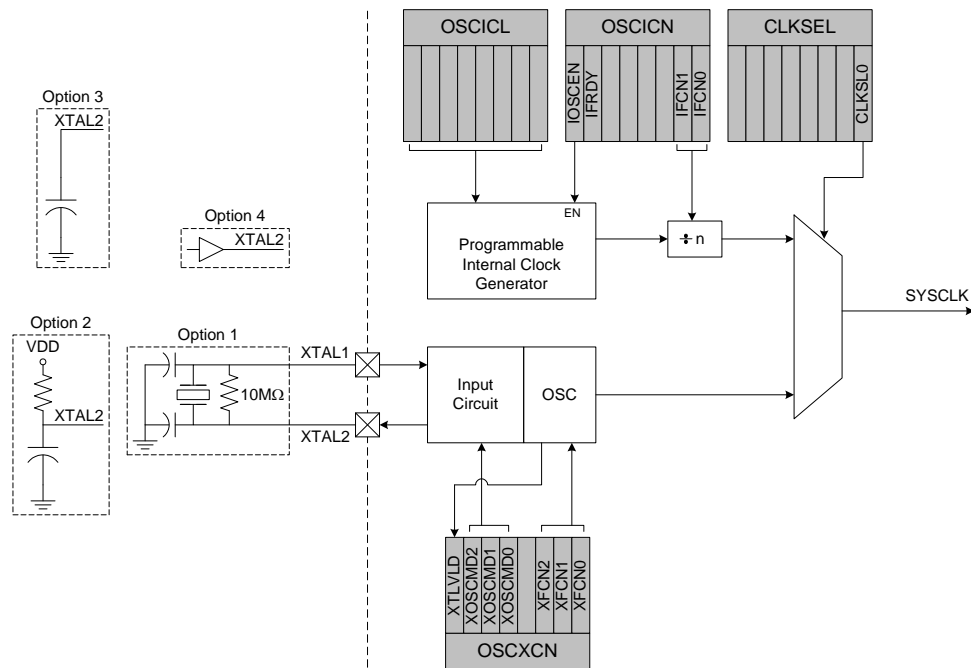 OSCICL
OSCICN
CLKSEL
IOSCEN
IFRDY
IFCN1
IFCN0
CLKSL0
Option 3
XTAL2
Option 4
XTAL2
EN
Programmable
Internal Clock
Generator
÷ n
SYSCLK
Option 2
VDD
XTAL2
Option 1
10MΩ
XTAL1
XTAL2
Input
Circuit
OSC
XTLVLD
XOSCMD2
XOSCMD1
XOSCMD0
XFCN2
XFCN1
XFCN0
OSCXCN